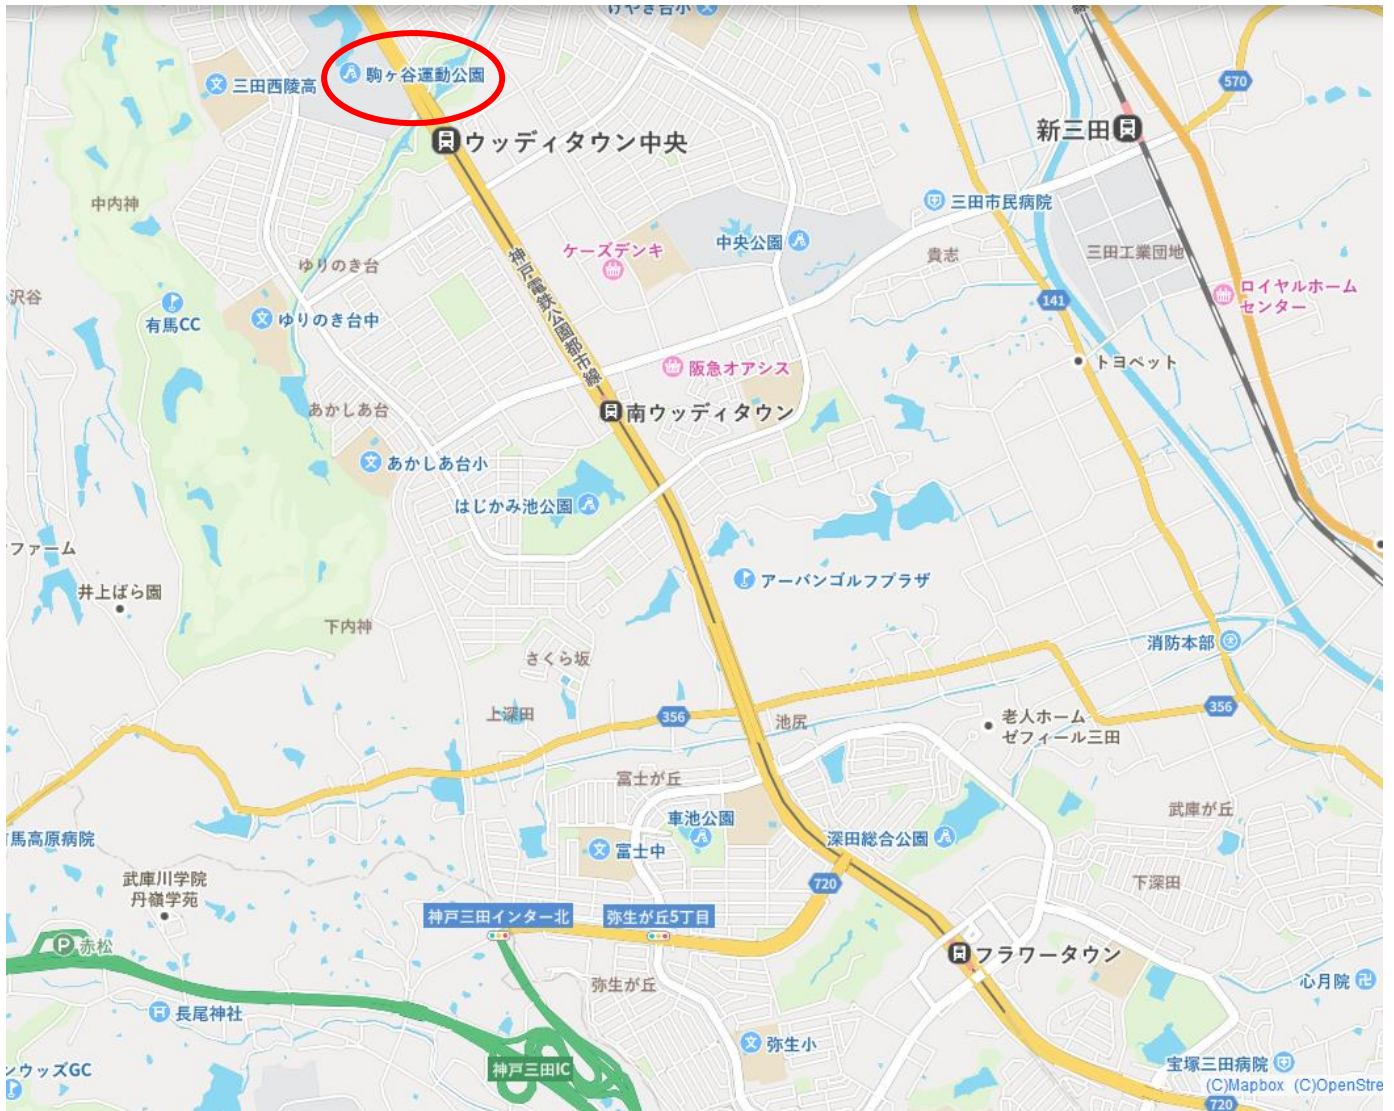 けやき台小
駒ヶ谷運動公園
三田西陵高
570
ウッディタウン中央
新三田
中内神
三田市民病院
中央公園
ケーズデンキ
貴志
三田工業団地
ゆりのき台
神戸電鉄公園都市線
沢谷
有馬CC
ゆりのき台中
141
ロイヤルホーム
センター
トヨペット
阪急オアシス
あかしあ台
南ウッディタウン
あかしあ台小
はじかみ池公園
ファーム
井上ばら園
アーバンゴルフプラザ
下内神
さくら坂
消防本部
上深田
356
池尻
356
老人ホーム
ゼフィール三田
富士が丘
車池公園
武庫が丘
富士中
深田総合公園
馬高原病院
武庫川学院
丹嶺学苑
720
下深田
神戸三田インター北
弥生が丘5丁目
P
赤松
フラワータウン
弥生が丘
心月院
長尾神社
弥生小
神戸三田IC
宝塚三田病院
ンウッズGC
(C)Mapbox (C)OpenStre
720